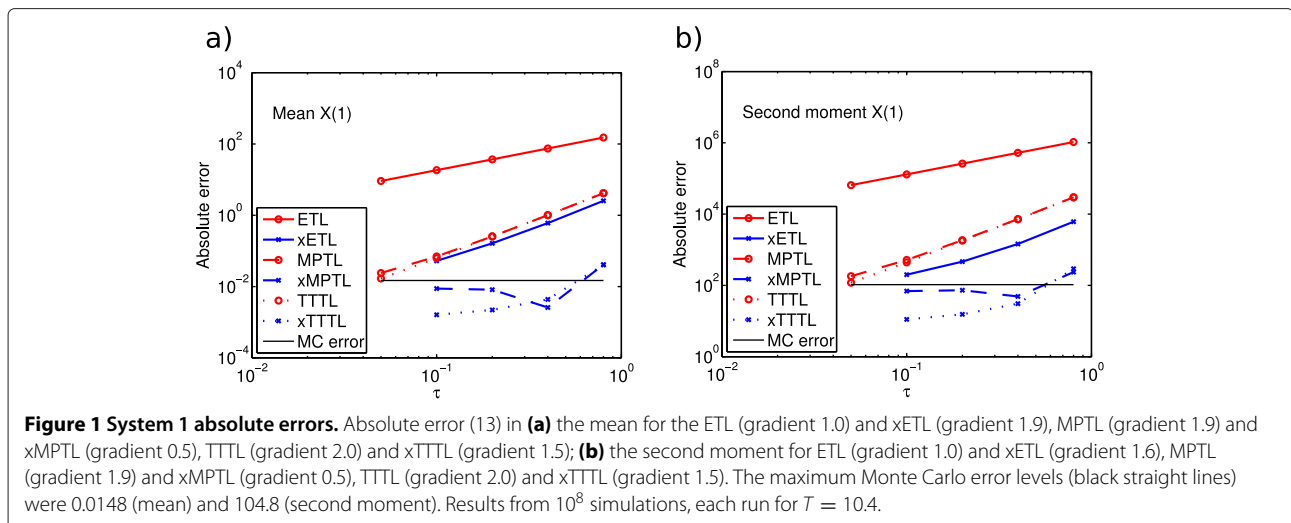 a)
10^4
10^2
10^0
10^-2
10^-4
Absolute error
Mean X(1)
ETL
xETL
MPTL
xMPTL
TTTL
xTTTL
MC error
10^-2
10^-1
10^0
τ
b)
10^8
10^6
10^4
10^2
10^0
Absolute error
Second moment X(1)
ETL
xETL
MPTL
xMPTL
TTTL
xTTTL
MC error
10^-2
10^-1
10^0
τ
Figure 1 System 1 absolute errors. Absolute error (13) in (a) the mean for the ETL (gradient 1.0) and xETL (gradient 1.9), MPTL (gradient 1.9) and
xMPTL (gradient 0.5), TTTL (gradient 2.0) and xTTTL (gradient 1.5); (b) the second moment for ETL (gradient 1.0) and xETL (gradient 1.6), MPTL
(gradient 1.9) and xMPTL (gradient 0.5), TTTL (gradient 2.0) and xTTTL (gradient 1.5). The maximum Monte Carlo error levels (black straight lines)
were 0.0148 (mean) and 104.8 (second moment). Results from 10^8 simulations, each run for T = 10.4.